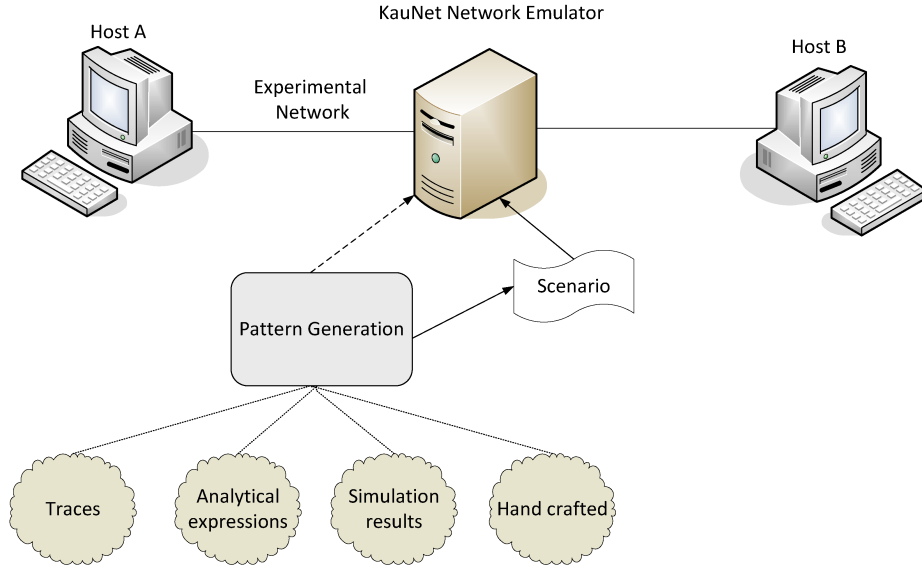 KauNet Network Emulator
Host A
Host B
Experimental
Network
Scenario
Pattern Generation
Traces
Analytical
expressions
Simulation
results
Hand crafted